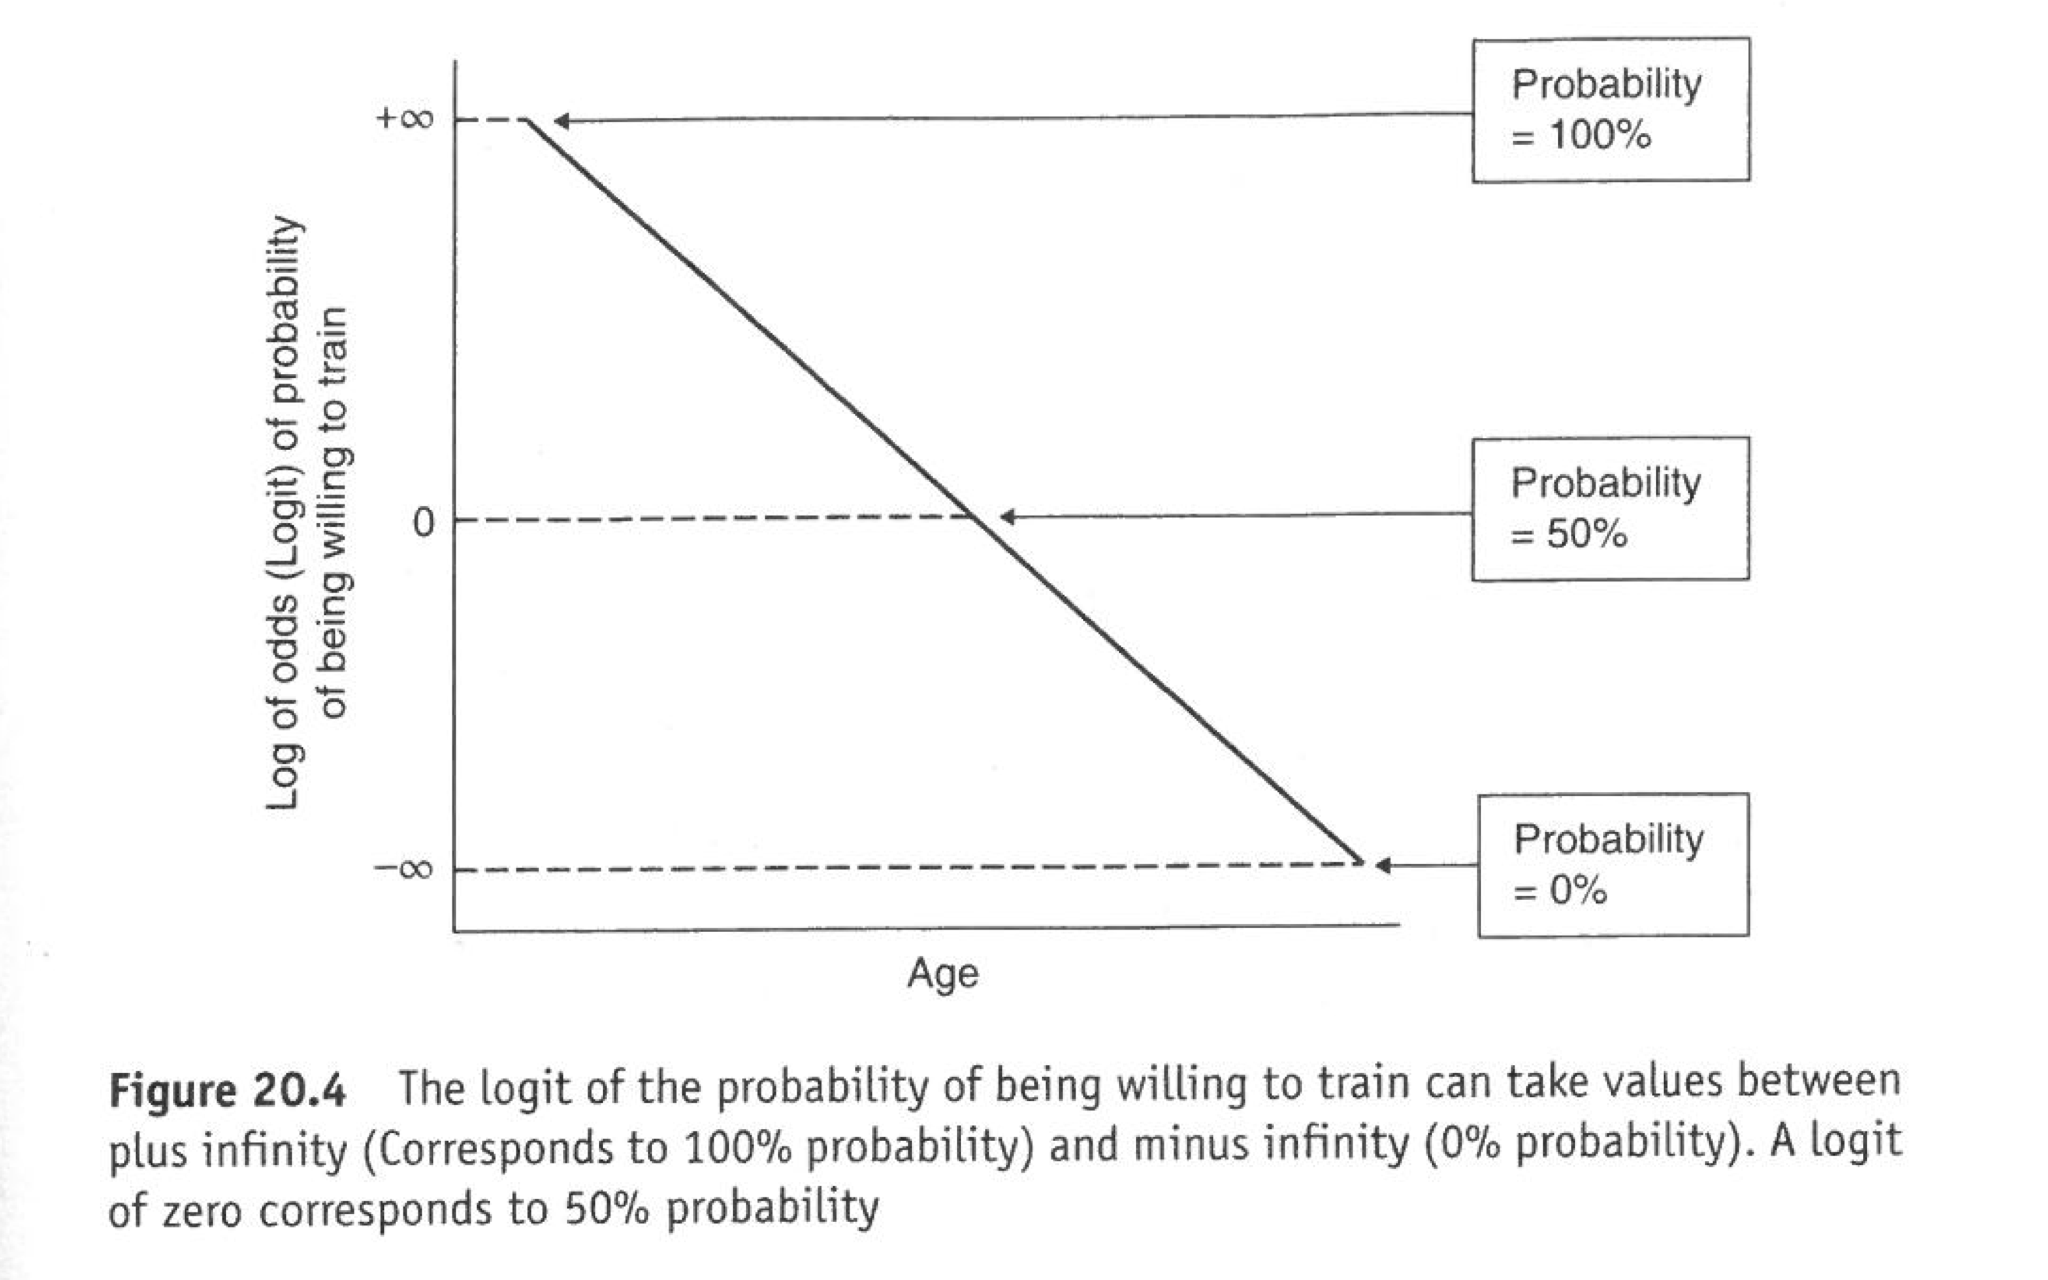 Probability
= 100%
+∞
Log of odds (Logit) of probability
of being willing to train
Probability
= 50%
0
Probability
= 0%
−∞
Age
Figure 20.4 The logit of the probability of being willing to train can take values between
plus infinity (Corresponds to 100% probability) and minus infinity (0% probability). A logit
of zero corresponds to 50% probability